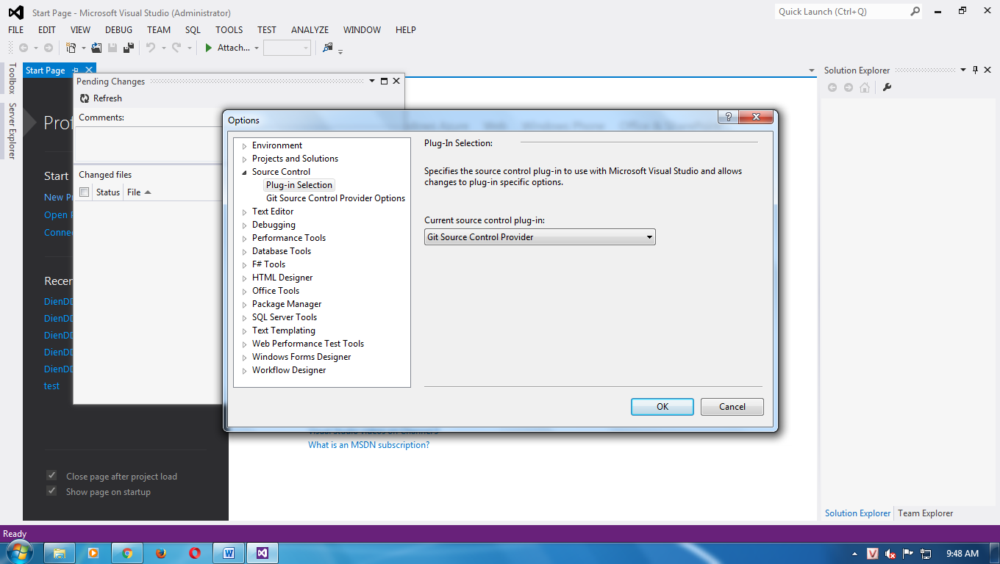 Start Page - Microsoft Visual Studio (Administrator)
Quick Launch (Ctrl+Q)
FILE EDIT VIEW DEBUG TEAM SQL TOOLS TEST ANALYZE WINDOW HELP
Attach...
Toolbox
Server Explorer
Start Page
Solution Explorer
Pending Changes
Refresh
Comments:
Changed files
Status File
Start
Open
DienDD
DienDD
DienDD
DienDD
DienDD
test
Options
?
Environment
Projects and Solutions
Source Control
Plug-in Selection
Git Source Control Provider Options
Text Editor
Debugging
Performance Tools
Database Tools
F# Tools
HTML Designer
Office Tools
Package Manager
SQL Server Tools
Text Templating
Web Performance Test Tools
Windows Forms Designer
Workflow Designer
Plug-In Selection:
Specifies the source control plug-in to use with Microsoft Visual Studio and allows
changes to plug-in specific options.
Current source control plug-in:
Git Source Control Provider
OK Cancel
What is an MSDN subscription?
Close page after project load
Show page on startup
Solution Explorer Team Explorer
Ready
9:48 AM